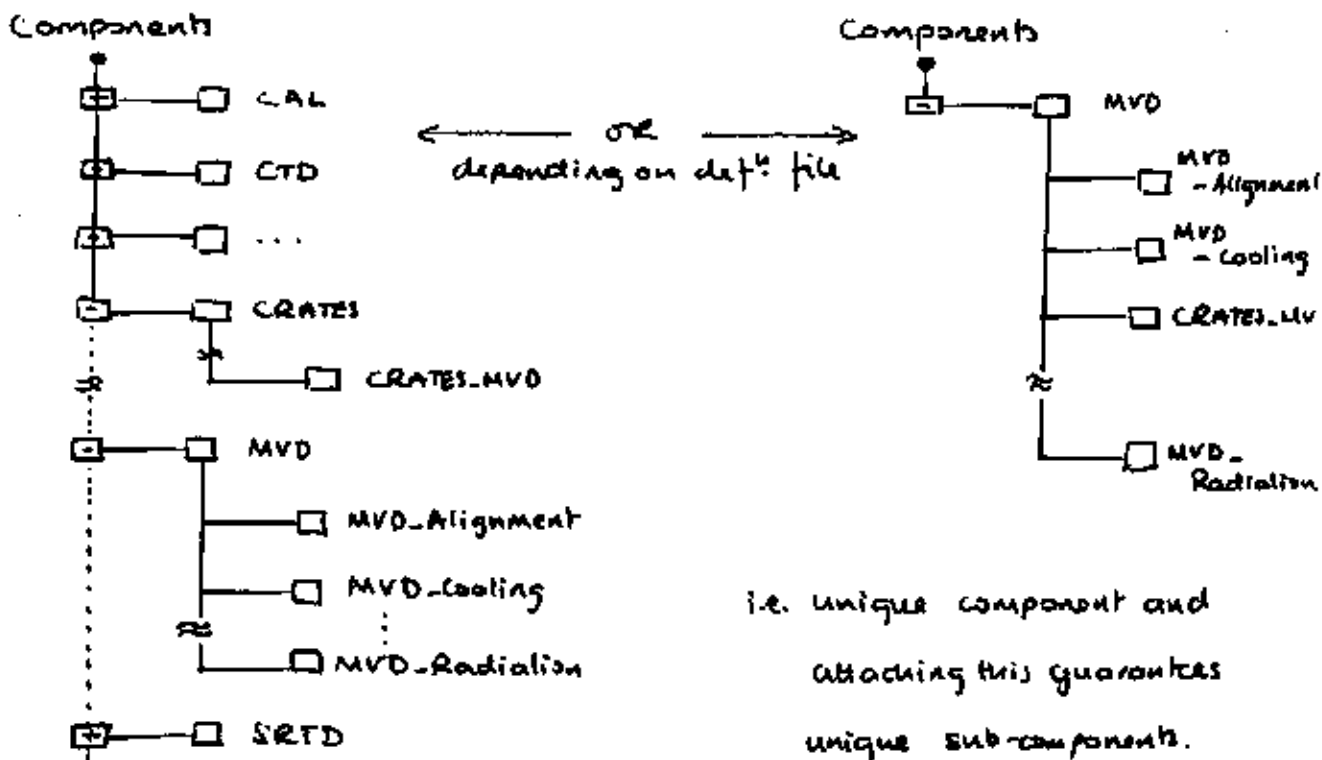 Components
CAL
CTD
...
CRATES
CRATES_MVD
MVD
MVD_Alignment
MVD_Cooling
MVD_Radiation
SRTD
or
depending on defn. file
Components
MVD
MVD
-Alignment
MVD
-Cooling
CRATES_MV
MVD_
Radiation
i.e. unique component and
attaching this guarantees
unique sub-components.